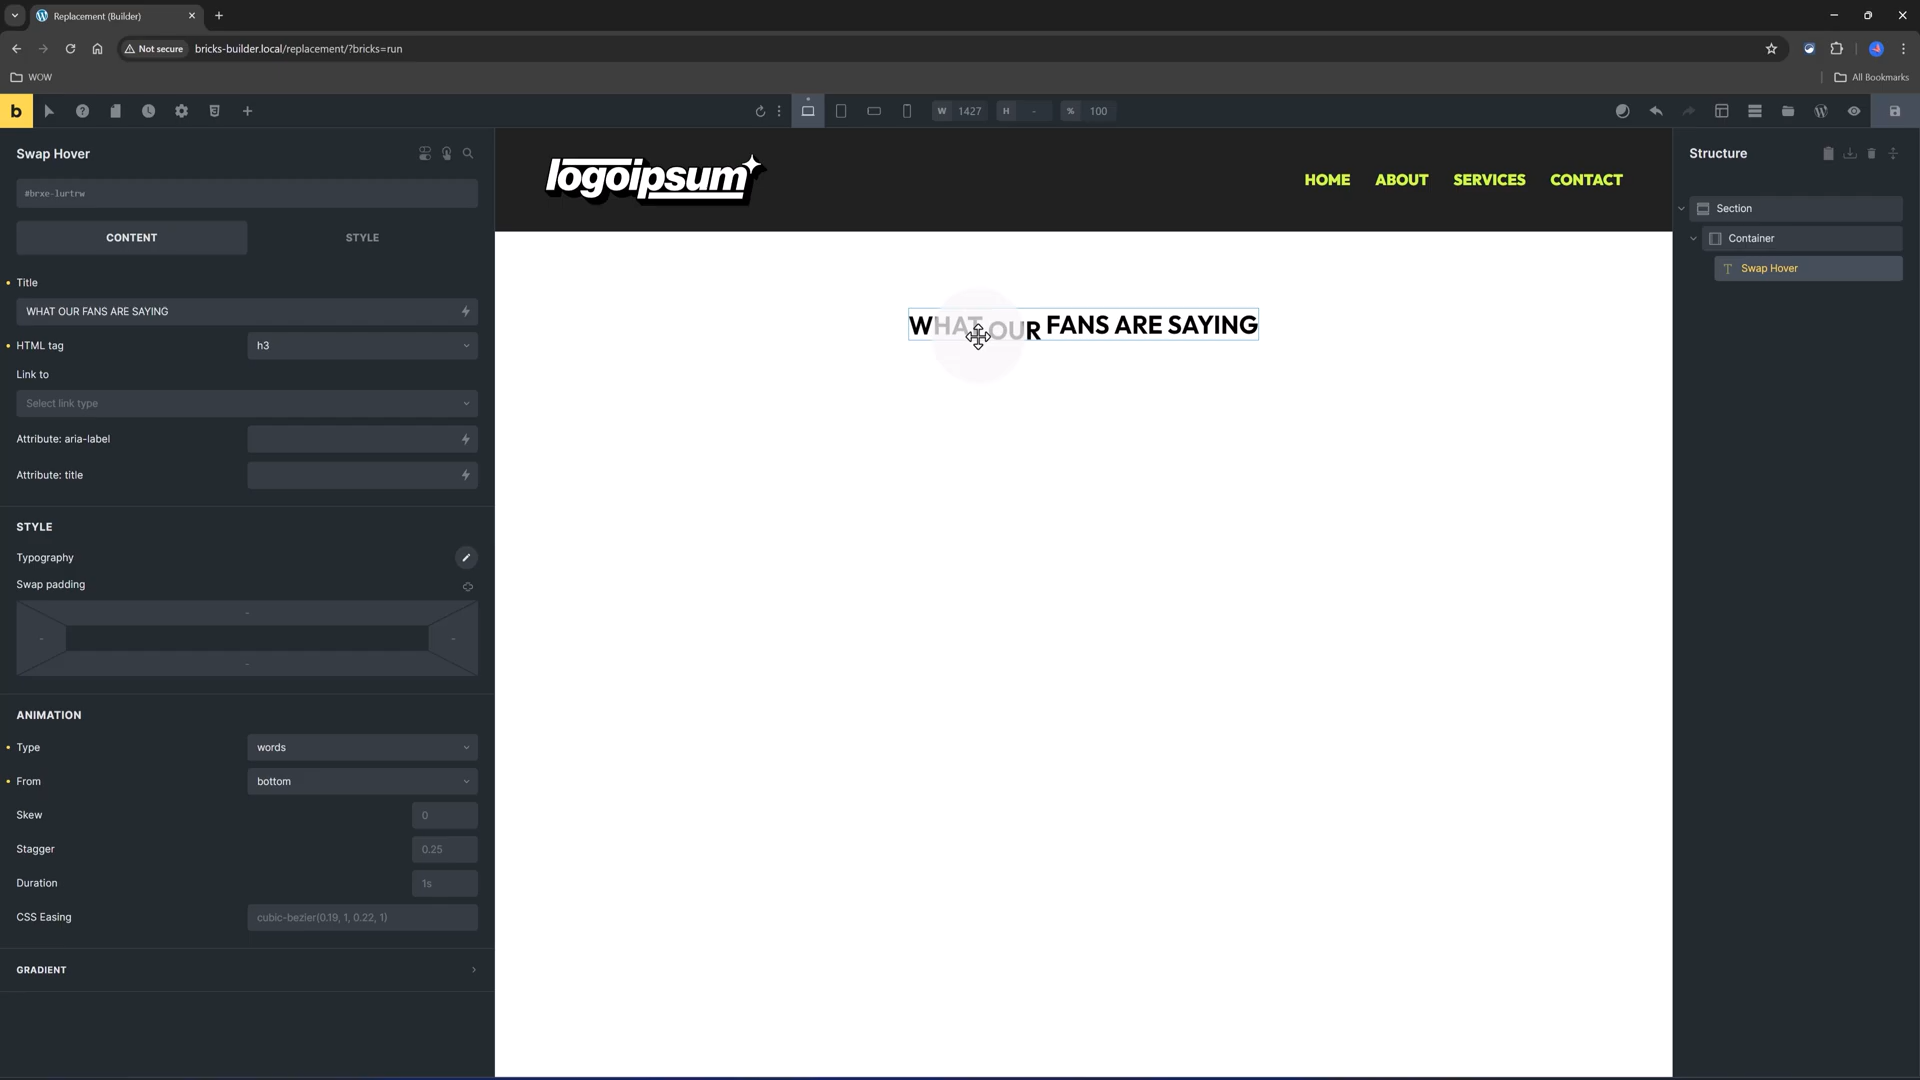 Replacement (Builder)
Not secure
bricks-builder.local/replacement/?bricks=run
WOW
All Bookmarks
b
W 1427
H -
% 100
Swap Hover
#brxe-lurtrw
CONTENT
STYLE
Title
WHAT OUR FANS ARE SAYING
HTML tag
h3
Link to
Select link type
Attribute: aria-label
Attribute: title
STYLE
Typography
Swap padding
-
-
-
-
ANIMATION
Type
words
From
bottom
Skew
0
Stagger
0.25
Duration
1s
CSS Easing
cubic-bezier(0.19, 1, 0.22, 1)
GRADIENT
logoipsum
HOME
ABOUT
SERVICES
CONTACT
WHAT OUR FANS ARE SAYING
Structure
Section
Container
Swap Hover